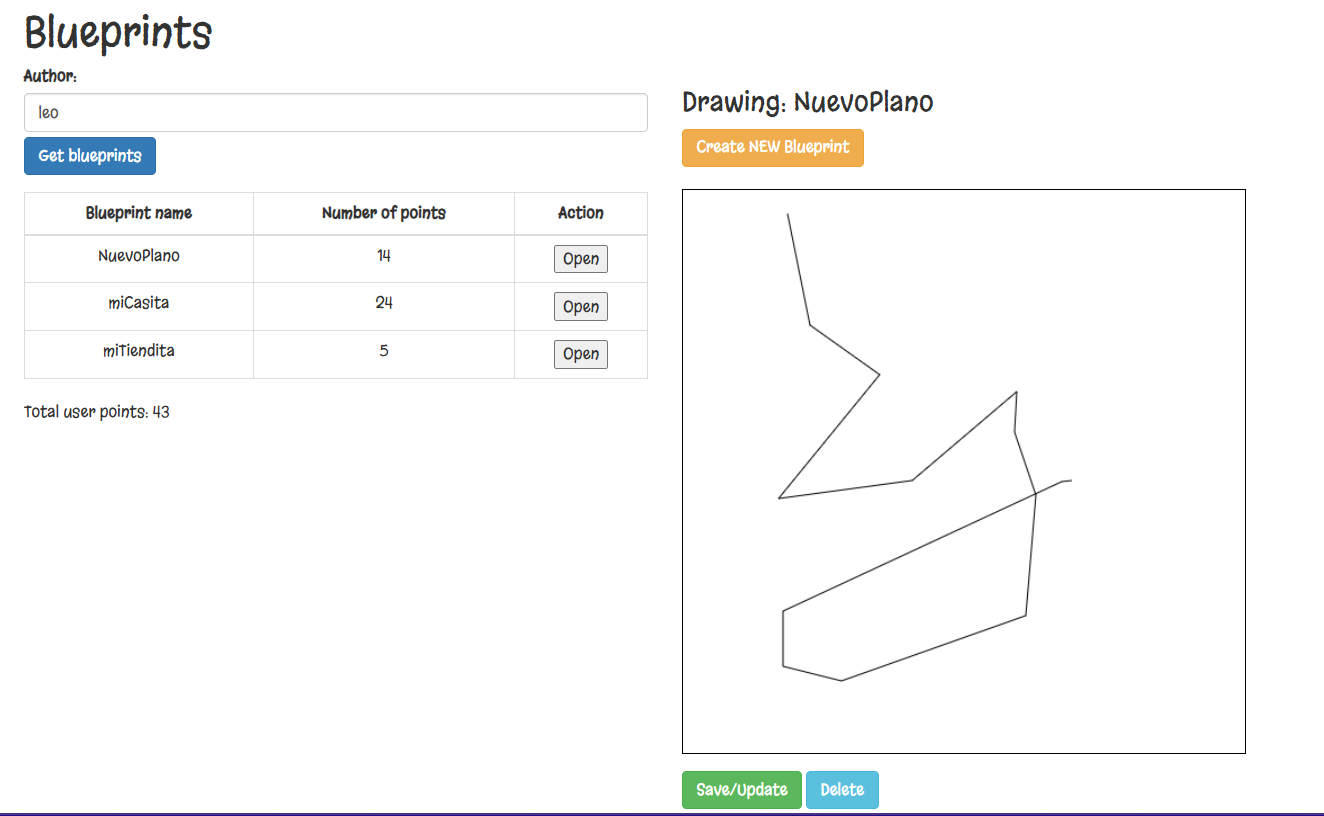 Blueprints
Author:
leo
Get blueprints
Blueprint name Number of points Action
NuevoPlano 14 Open
miCasita 24 Open
miTiendita 5 Open
Total user points: 43
Drawing: NuevoPlano
Create NEW Blueprint
Save/Update Delete